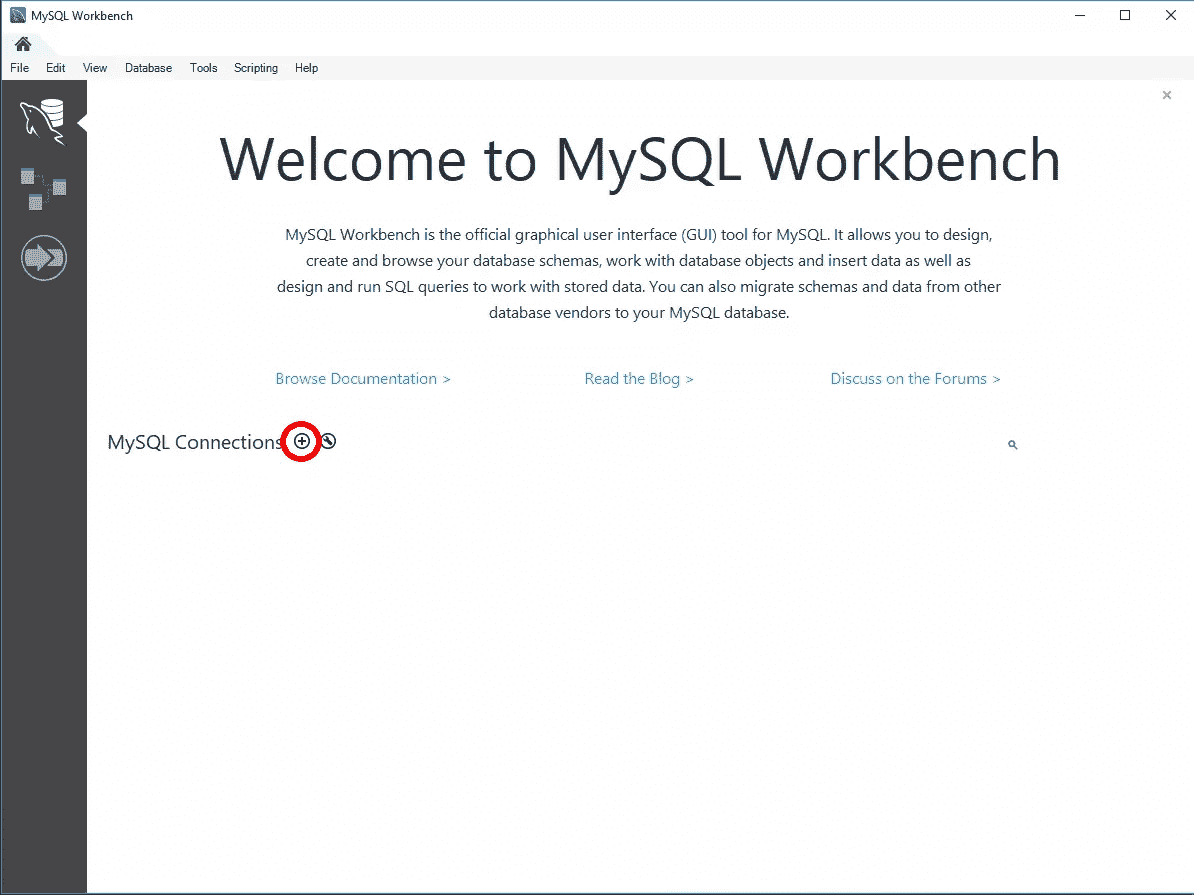 MySQL Workbench
File Edit View Database Tools Scripting Help
Welcome to MySQL Workbench
MySQL Workbench is the official graphical user interface (GUI) tool for MySQL. It allows you to design,
create and browse your database schemas, work with database objects and insert data as well as
design and run SQL queries to work with stored data. You can also migrate schemas and data from other
database vendors to your MySQL database.
Browse Documentation > Read the Blog > Discuss on the Forums >
MySQL Connections